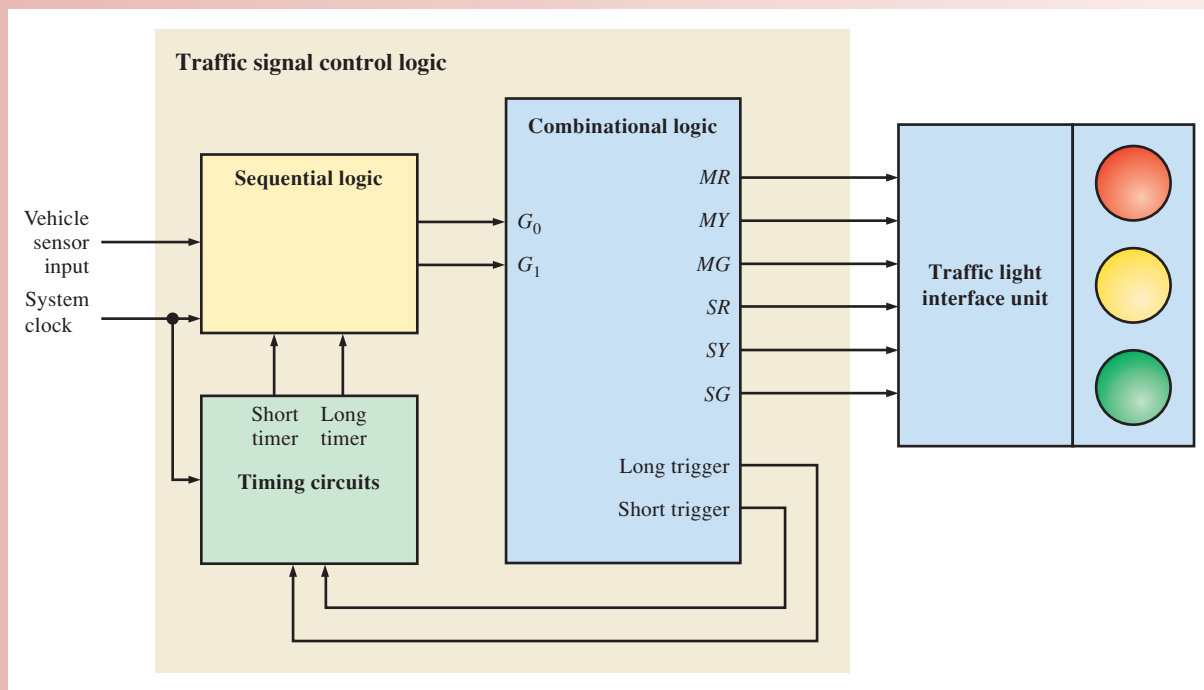 Traffic signal control logic
Combinational logic
Sequential logic
Vehicle
sensor
input
System
clock
G0
G1
MR
MY
MG
SR
SY
SG
Long trigger
Short trigger
Traffic light
interface unit
Short
timer
Long
timer
Timing circuits